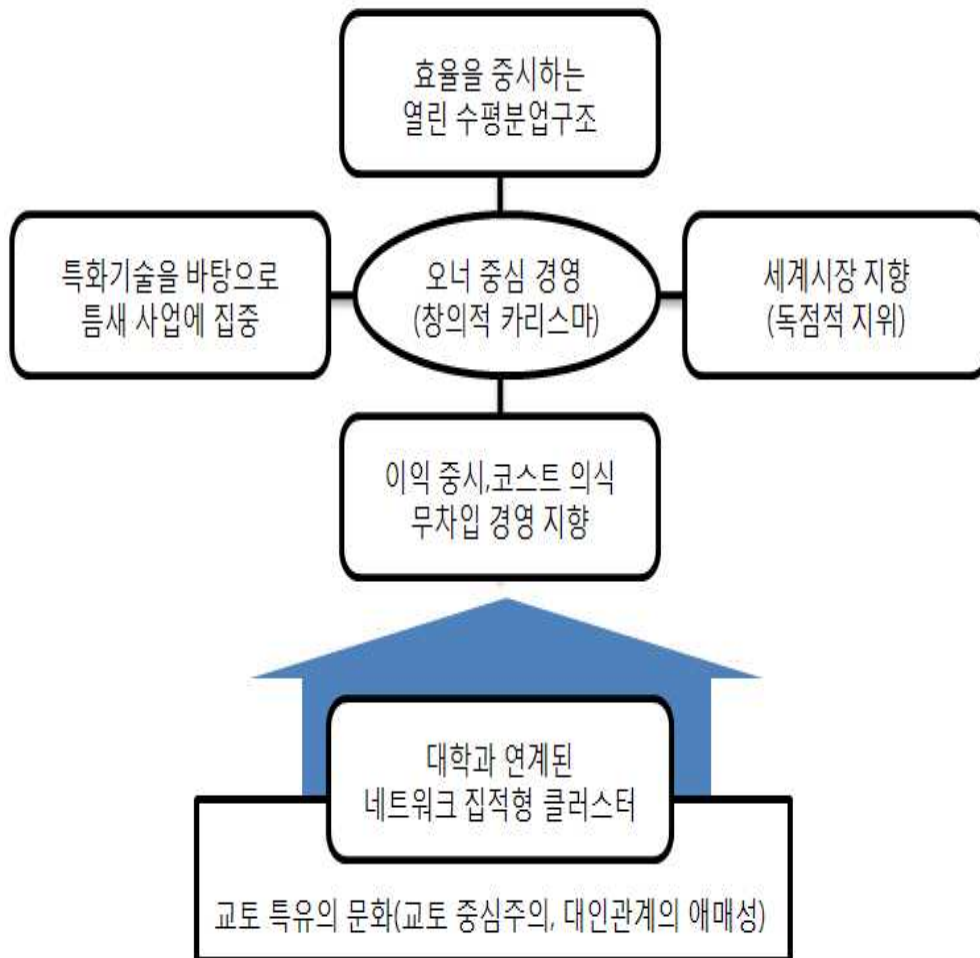 효율을 중시하는
열린 수평분업구조
특화기술을 바탕으로
틈새 사업에 집중
오너 중심 경영
(창의적 카리스마)
세계시장 지향
(독점적 지위)
이익 중시,코스트 의식
무차입 경영 지향
대학과 연계된
네트워크 집적형 클러스터
교토 특유의 문화(교토 중심주의, 대인관계의 애매성)